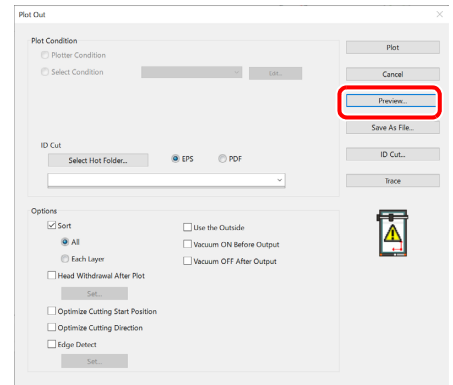 Plot Out
Plot Condition
Plotter Condition
Select Condition
Set...
ID Cut
Select Hot Folder...
EPS
PDF
Options
Sort
All
Each Layer
Head Withdrawal After Plot
Set...
Optimize Cutting Start Position
Optimize Cutting Direction
Edge Detect
Set...
Use the Outside
Vacuum ON Before Output
Vacuum OFF After Output
Plot
Cancel
Preview...
Save As File...
ID Cut...
Trace